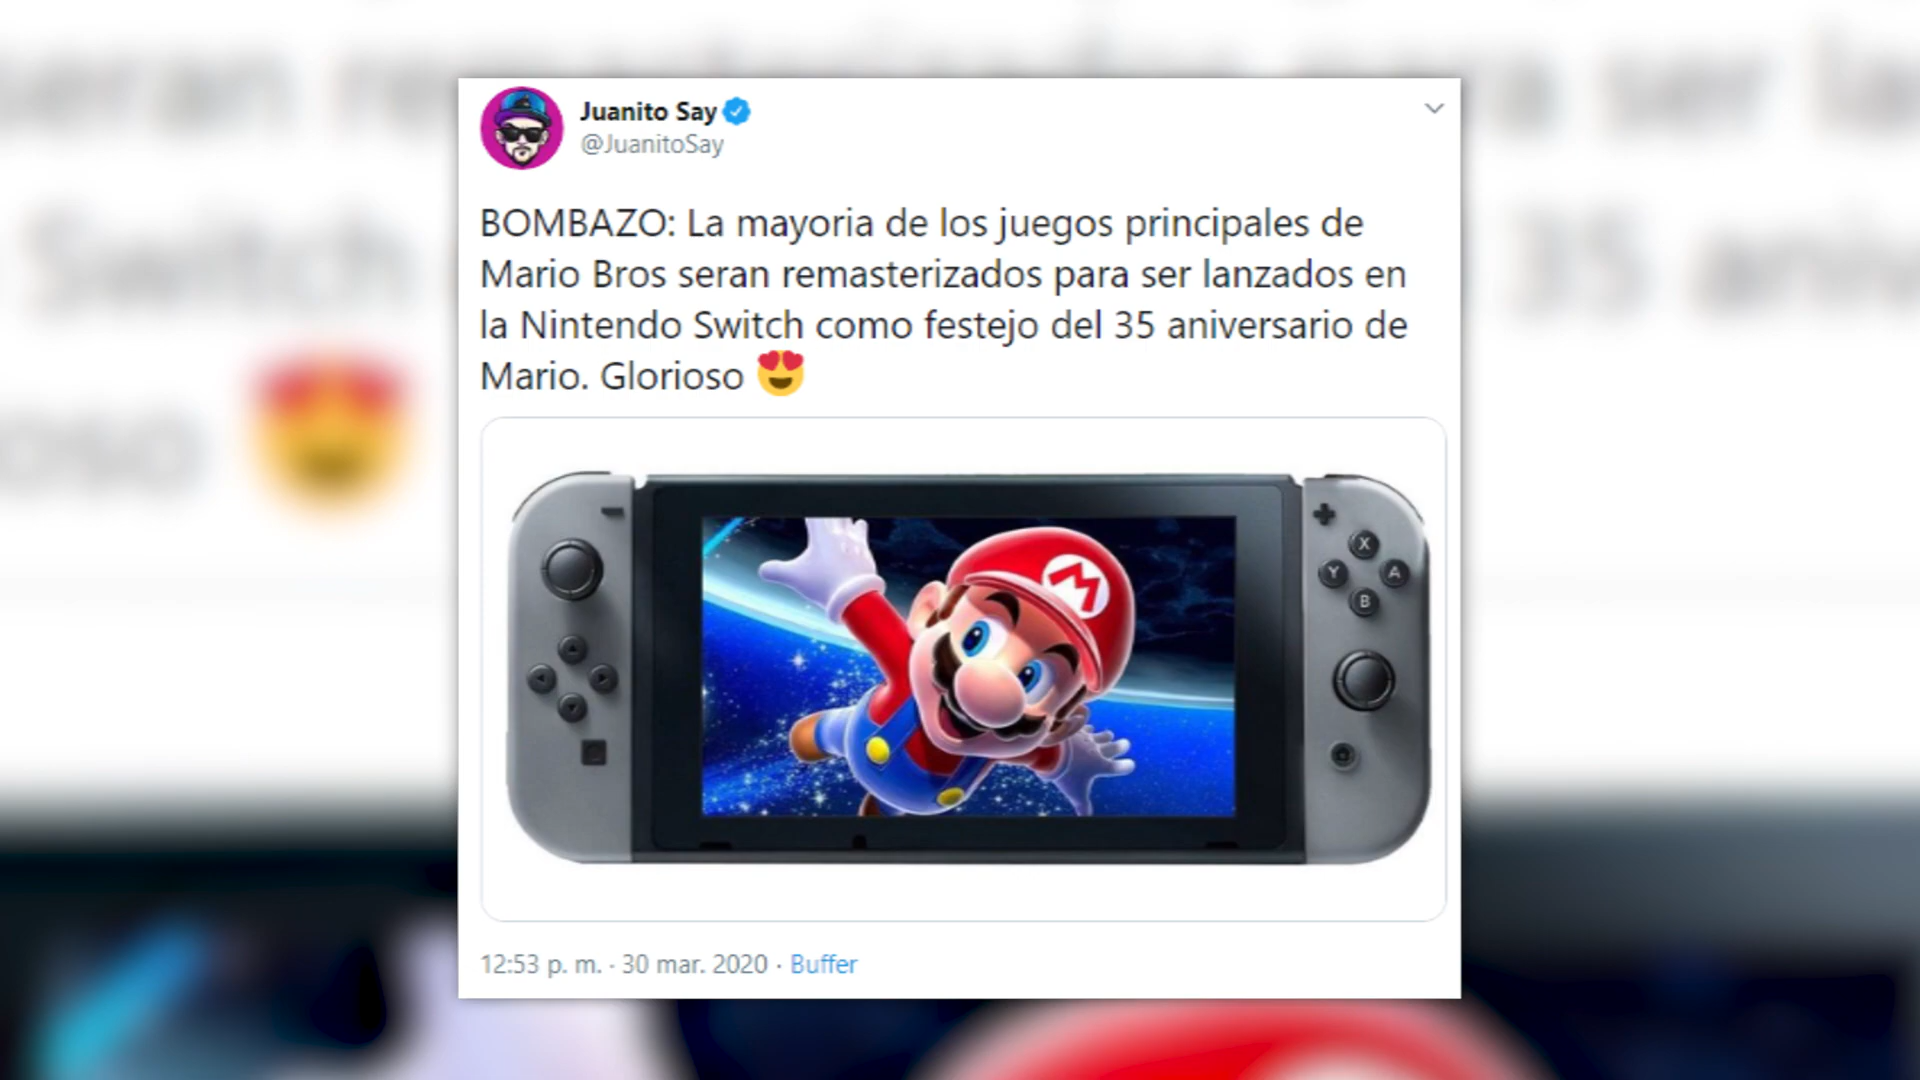 Juanito Say
@JuanitoSay
BOMBAZO: La mayoria de los juegos principales de
Mario Bros seran remasterizados para ser lanzados en
la Nintendo Switch como festejo del 35 aniversario de
Mario. Glorioso 😍
M
X
Y A
B
12:53 p. m. · 30 mar. 2020 · Buffer